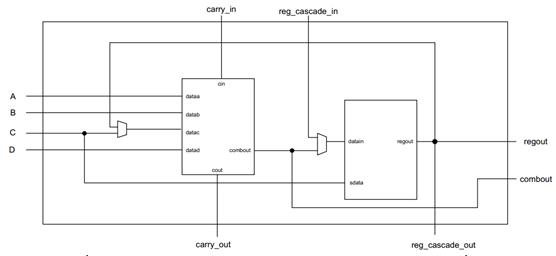 carry_in
reg_cascade_in
cin
A
dataa
B
datab
C
datac
D
datad
combout
datain
regout
regout
cout
sdata
combout
carry_out
reg_cascade_out